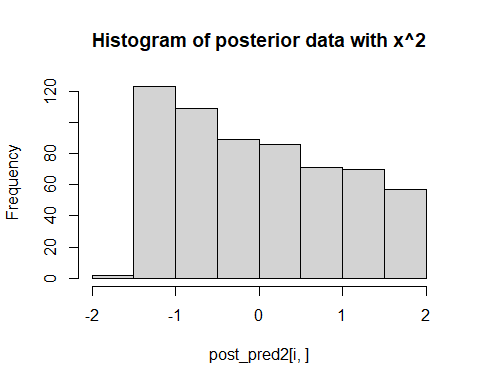 Histogram of posterior data with x^2
Frequency
120
80
60
40
20
0
-2 -1 0 1 2
post_pred2[i, ]